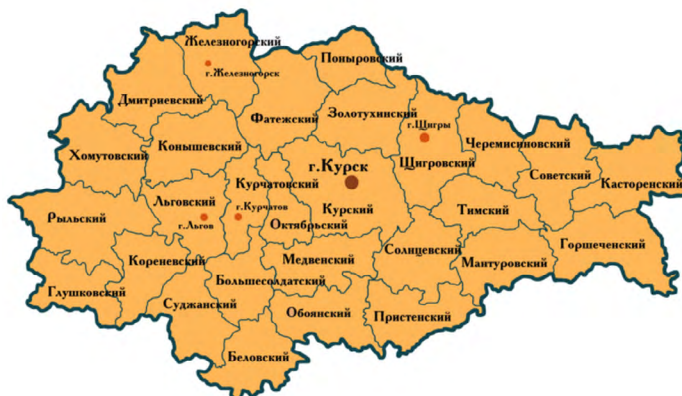 Железногорский
г.Железногорск
Поныровский
Дмитриевский
Фатежский
Золотухинский
г.Щигры
Черемисиновский
Хомутовский
Конышевский
г.Курск
Щигровский
Советский
Касторенский
Курчатовский
Льговский
г.Курчатов
г.Льгов
Рыльский
Курский
Тимский
Октябрьский
Солнцевский
Горшеченский
Кореневский
Медвенский
Мантуровский
Глушковский
Большесолдатский
Суджанский
Обоянский
Пристенский
Беловский